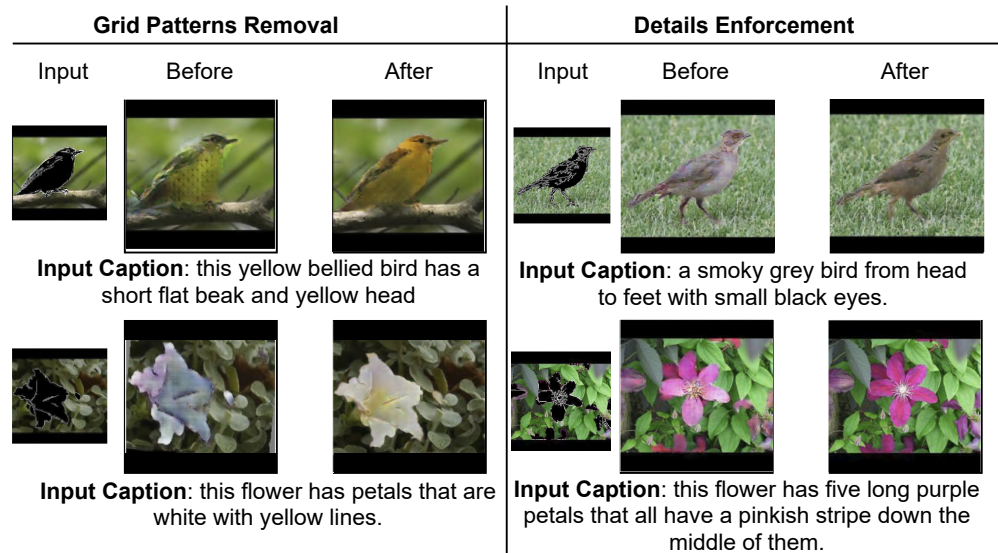 Grid Patterns Removal
Details Enforcement
Input
Before
After
Input
Before
After
Input Caption: this yellow bellied bird has a
short flat beak and yellow head
Input Caption: a smoky grey bird from head
to feet with small black eyes.
Input Caption: this flower has petals that are
white with yellow lines.
Input Caption: this flower has five long purple
petals that all have a pinkish stripe down the
middle of them.